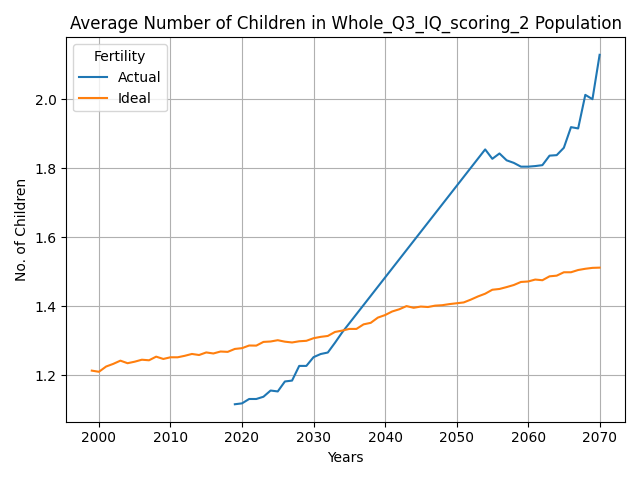 Average Number of Children in Whole_Q3_IQ_scoring_2 Population
Fertility
Actual
Ideal
No. of Children
2.0
1.8
1.6
1.4
1.2
2000 2010 2020 2030 2040 2050 2060 2070
Years